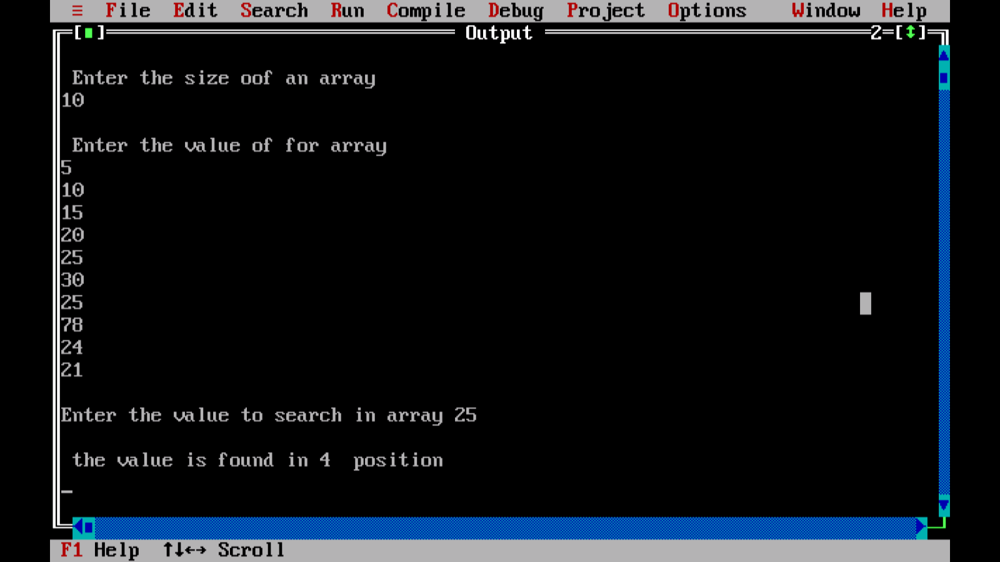 ≡ File Edit Search Run Compile Debug Project Options Window Help
[■] Output 2=[↕]
Enter the size oof an array
10
Enter the value of for array
5
10
15
20
25
30
25
78
24
21
Enter the value to search in array 25
the value is found in 4  position
_
F1 Help ↑↓←→ Scroll